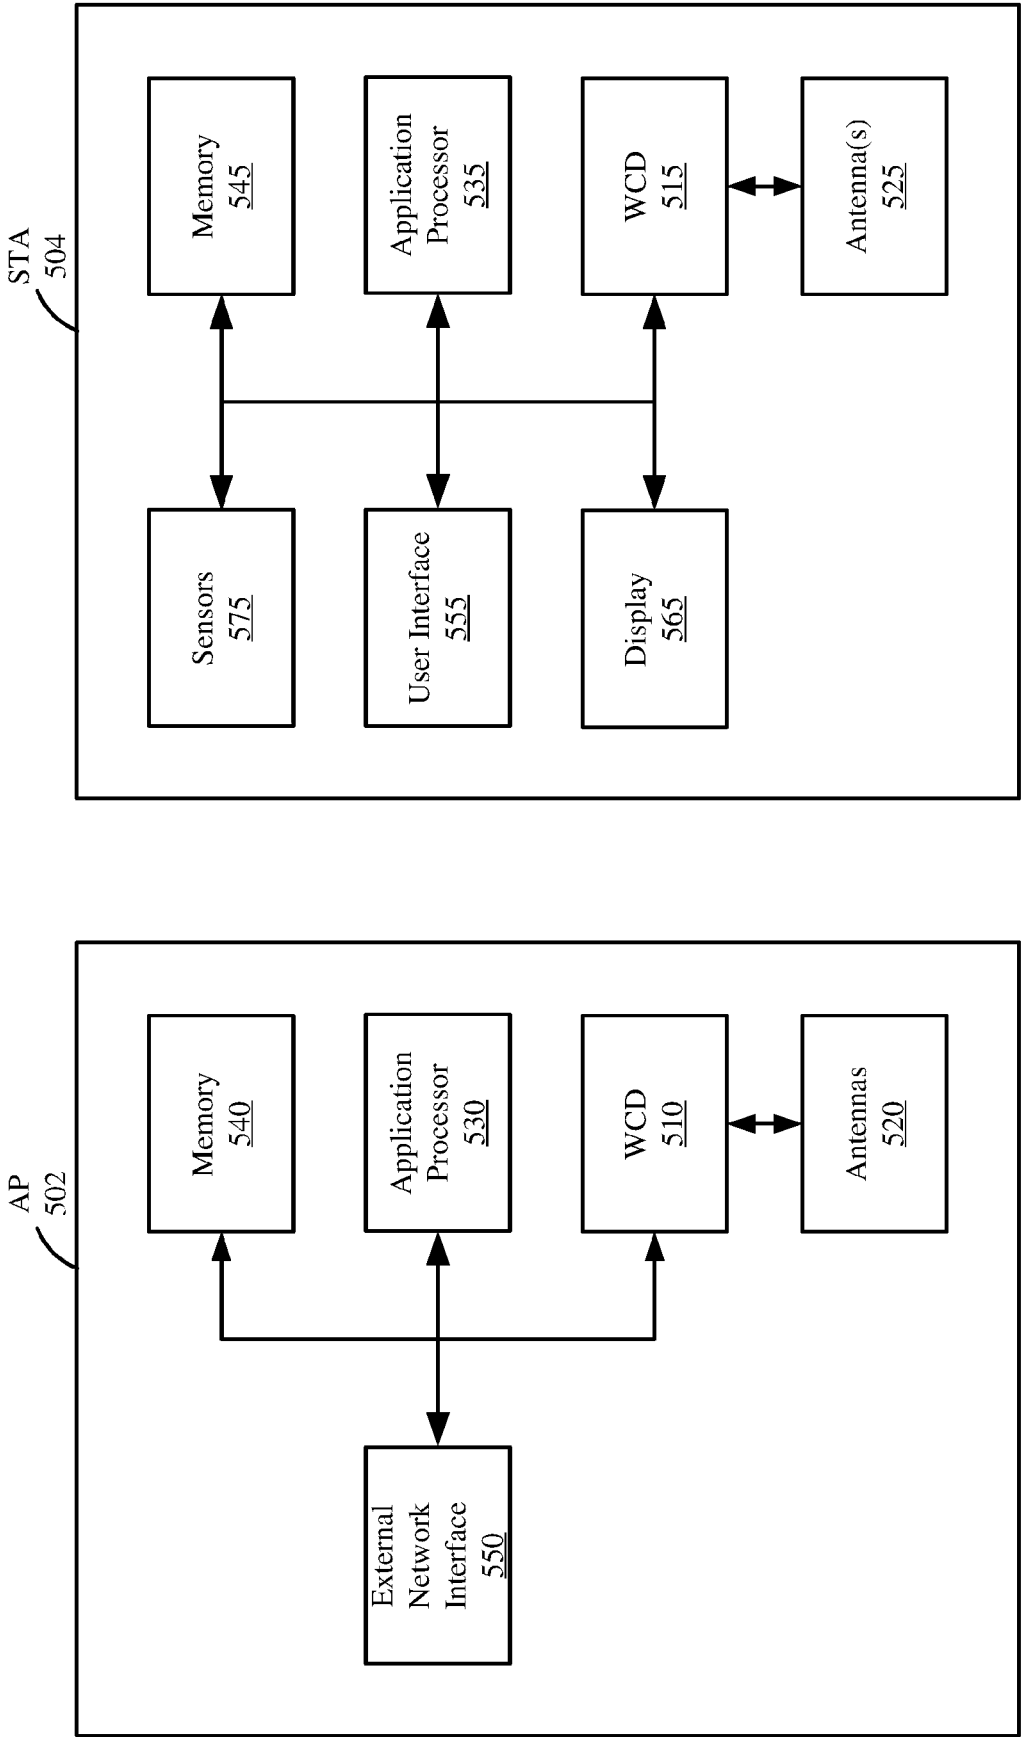 AP
502
Memory
540
External
Network
Interface
550
Application
Processor
530
WCD
510
Antennas
520
STA
504
Sensors
575
Memory
545
User Interface
555
Application
Processor
535
Display
565
WCD
515
Antenna(s)
525